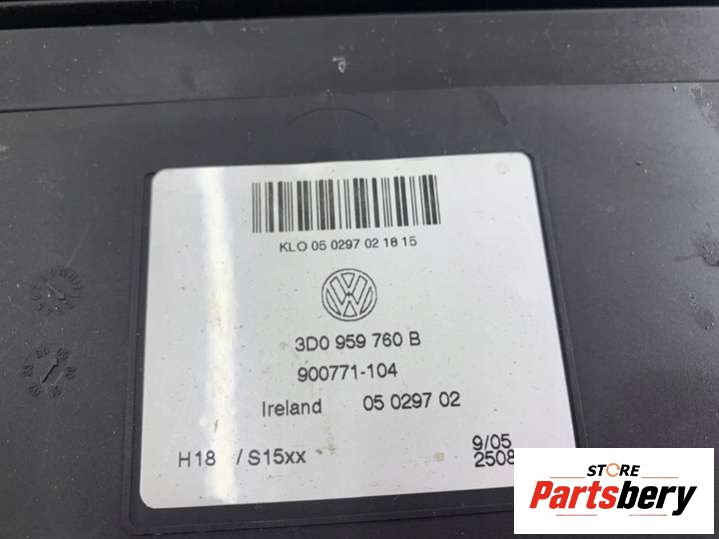 KLO 05 0297 02 18 15
VW
3D0 959 760 B
900771-104
Ireland 05 0297 02
H18 / S15xx
9/05
2508
STORE
Partsbery